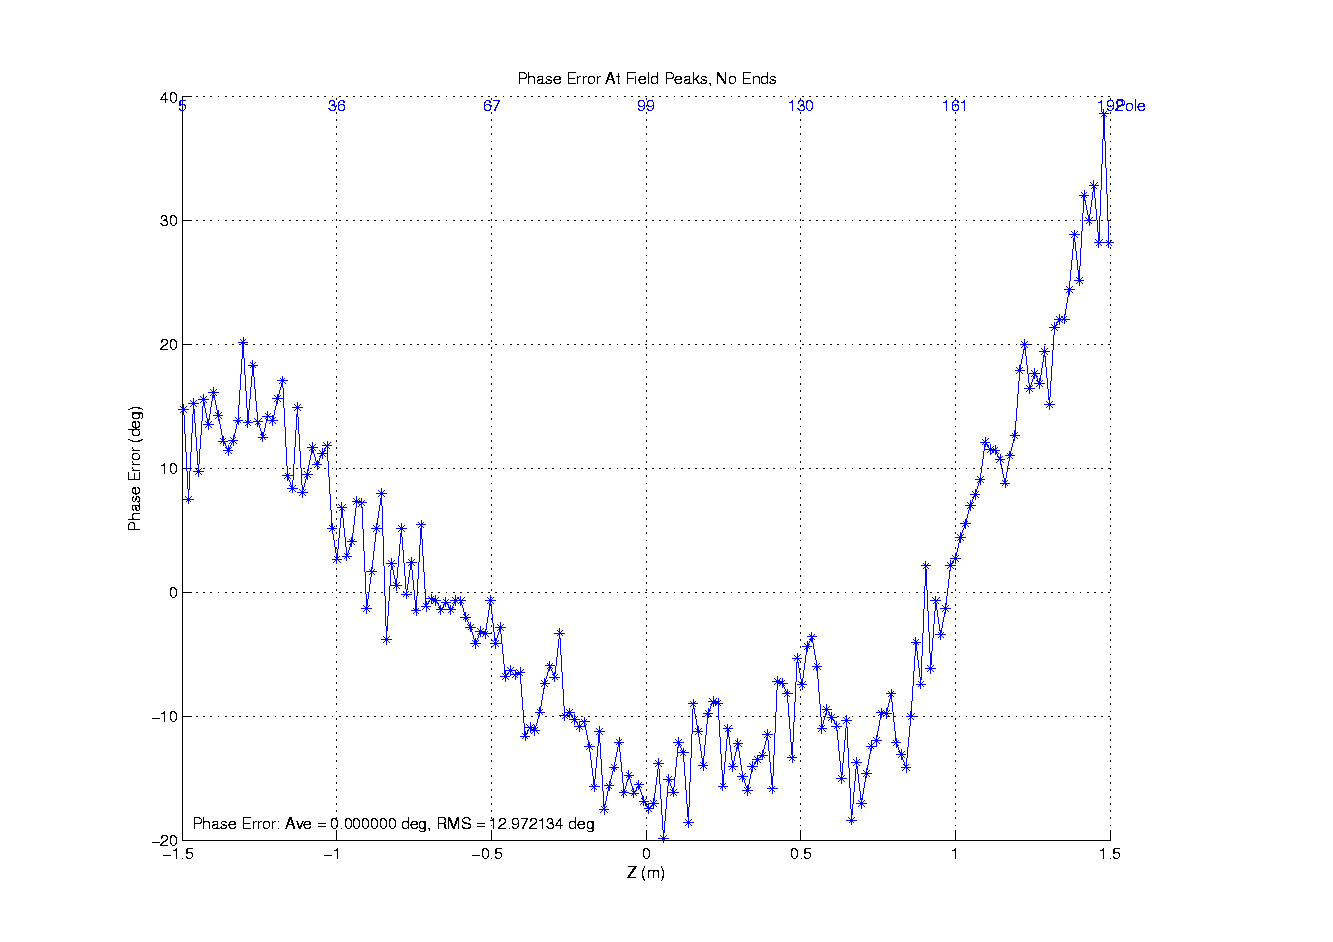 Phase Error At Field Peaks, No Ends
40
5 36 67 99 130 161 192 Pole
30
20
10
0
−10
−20
Phase Error (deg)
Phase Error: Ave = 0.000000 deg, RMS = 12.972134 deg
−1.5 −1 −0.5 0 0.5 1 1.5
Z (m)